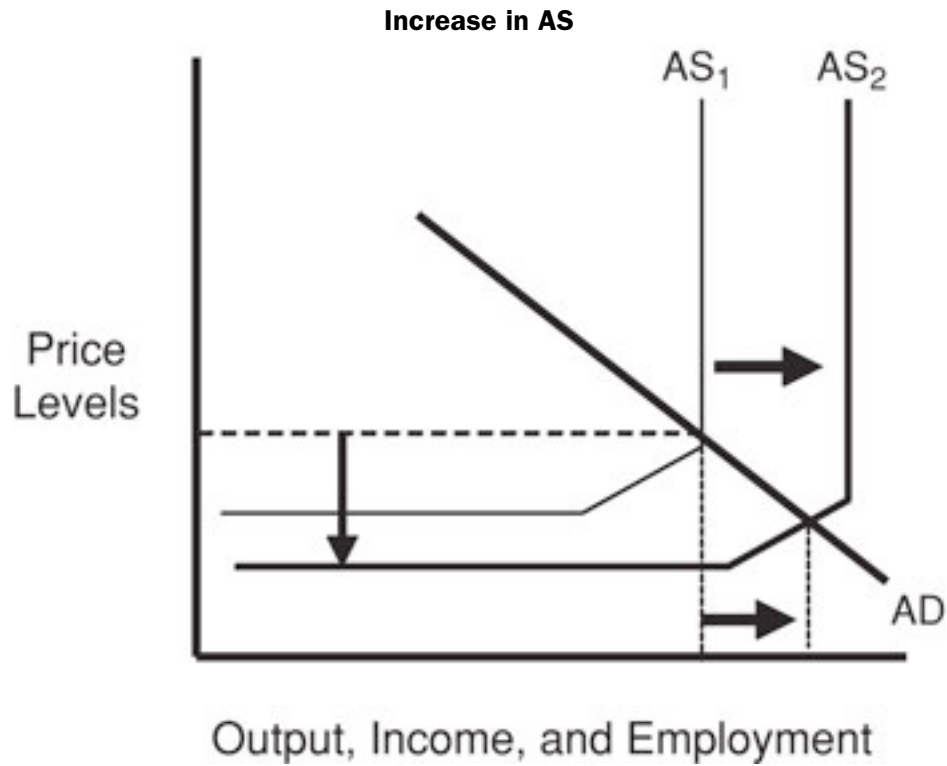 Increase in AS
AS₁
AS₂
Price
Levels
AD
Output, Income, and Employment